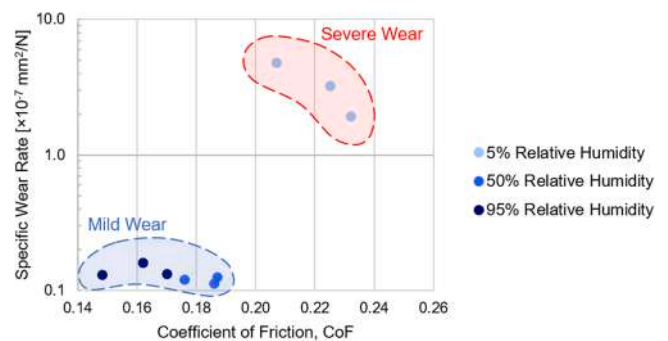 10.0
1.0
0.1
Specific Wear Rate [×10⁻⁷ mm²/N]
Severe Wear
Mild Wear
0.14 0.16 0.18 0.20 0.22 0.24 0.26
Coefficient of Friction, CoF
5% Relative Humidity
50% Relative Humidity
95% Relative Humidity